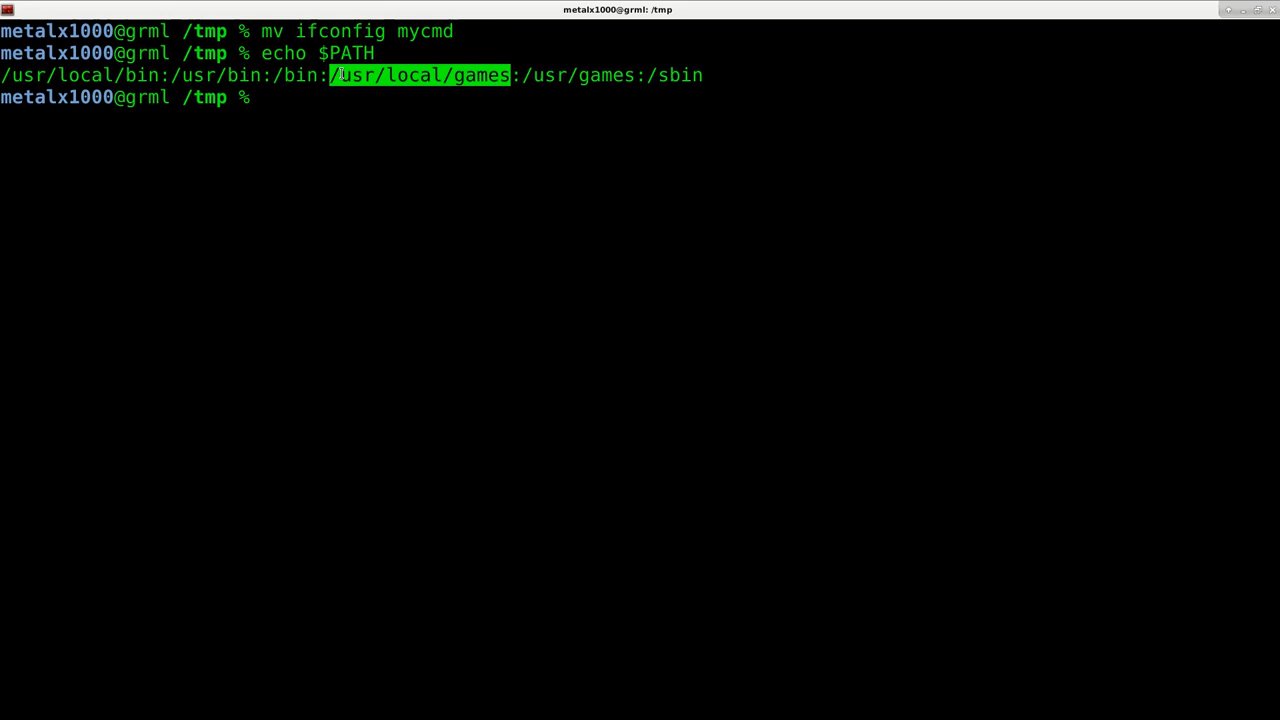 metalx1000@grml: /tmp
metalx1000@grml /tmp % mv ifconfig mycmd
metalx1000@grml /tmp % echo $PATH
/usr/local/bin:/usr/bin:/bin:/usr/local/games:/usr/games:/sbin
metalx1000@grml /tmp %